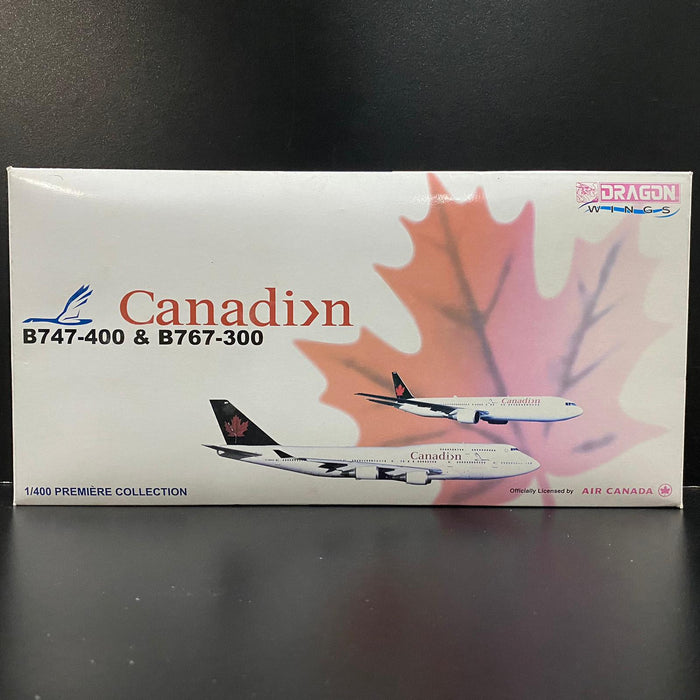 DRAGON
WINGS
Canadi>n
B747-400 & B767-300
Canadi>n
Canadi>n
1/400 PREMIÈRE COLLECTION
Officially Licensed by AIR CANADA